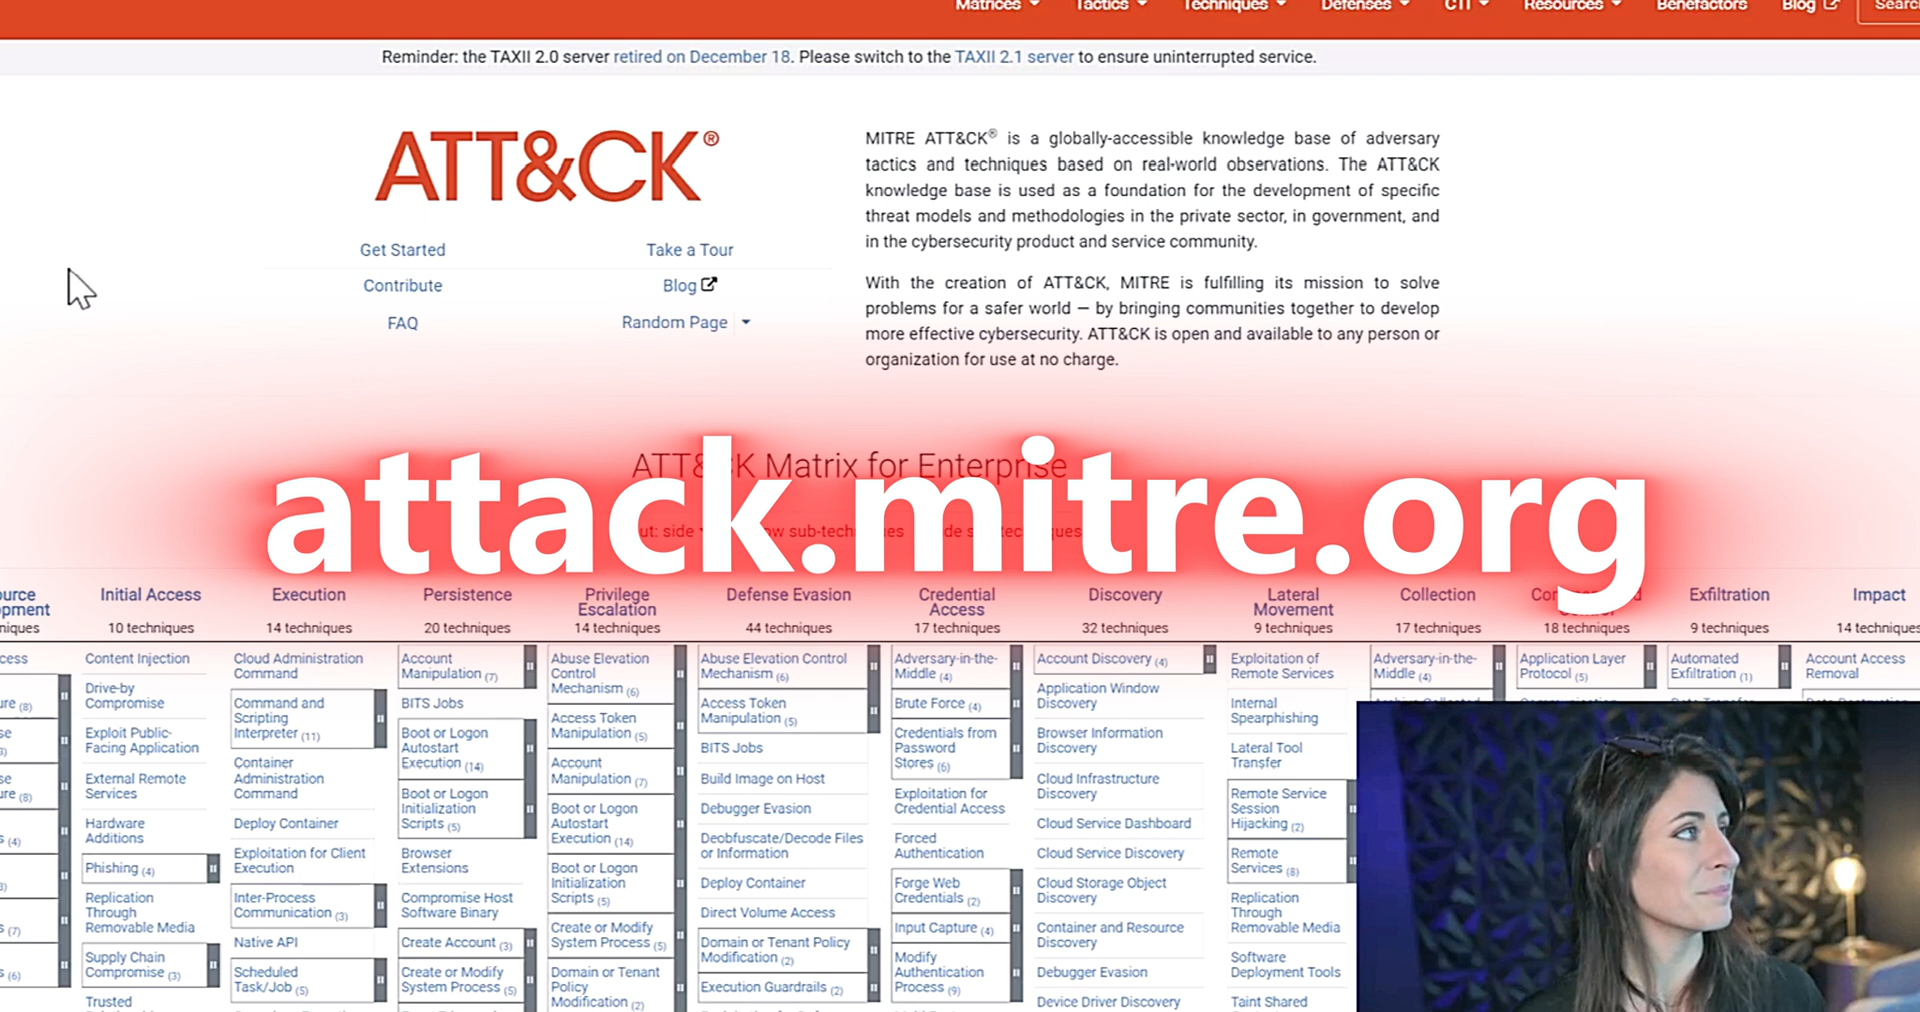 Matrices Tactics Techniques Defenses CTI Resources Benefactors Blog Search
Reminder: the TAXII 2.0 server retired on December 18. Please switch to the TAXII 2.1 server to ensure uninterrupted service.
ATT&CK®
Get Started
Take a Tour
Contribute
Blog
FAQ
Random Page
MITRE ATT&CK® is a globally-accessible knowledge base of adversary
tactics and techniques based on real-world observations. The ATT&CK
knowledge base is used as a foundation for the development of specific
threat models and methodologies in the private sector, in government, and
in the cybersecurity product and service community.
With the creation of ATT&CK, MITRE is fulfilling its mission to solve
problems for a safer world — by bringing communities together to develop
more effective cybersecurity. ATT&CK is open and available to any person or
organization for use at no charge.
ATT&CK Matrix for Enterprise
attack.mitre.org
Initial Access
10 techniques
Content Injection
Drive-by
Compromise
Exploit Public-
Facing Application
External Remote
Services
Hardware
Additions
Phishing (4)
Replication
Through
Removable Media
Supply Chain
Compromise (3)
Trusted
Execution
14 techniques
Cloud Administration
Command
Command and
Scripting
Interpreter (11)
Container
Administration
Command
Deploy Container
Exploitation for Client
Execution
Inter-Process
Communication (3)
Native API
Scheduled
Task/Job (5)
Persistence
20 techniques
Account
Manipulation (7)
BITS Jobs
Boot or Logon
Autostart
Execution (14)
Boot or Logon
Initialization
Scripts (5)
Browser
Extensions
Compromise Host
Software Binary
Create Account (3)
Create or Modify
System Process (5)
Privilege
Escalation
14 techniques
Abuse Elevation
Control
Mechanism (6)
Access Token
Manipulation (5)
Account
Manipulation (7)
Boot or Logon
Autostart
Execution (14)
Boot or Logon
Initialization
Scripts (5)
Create or Modify
System Process (5)
Domain or Tenant
Policy
Modification (2)
Defense Evasion
44 techniques
Abuse Elevation Control
Mechanism (6)
Access Token
Manipulation (5)
BITS Jobs
Build Image on Host
Debugger Evasion
Deobfuscate/Decode Files
or Information
Deploy Container
Direct Volume Access
Domain or Tenant Policy
Modification (2)
Execution Guardrails (2)
Credential
Access
17 techniques
Adversary-in-the-
Middle (4)
Brute Force (4)
Credentials from
Password
Stores (6)
Exploitation for
Credential Access
Forced
Authentication
Forge Web
Credentials (2)
Input Capture (4)
Modify
Authentication
Process (9)
Discovery
32 techniques
Account Discovery (4)
Application Window
Discovery
Browser Information
Discovery
Cloud Infrastructure
Discovery
Cloud Service Dashboard
Cloud Service Discovery
Cloud Storage Object
Discovery
Container and Resource
Discovery
Debugger Evasion
Device Driver Discovery
Lateral
Movement
9 techniques
Exploitation of
Remote Services
Internal
Spearphishing
Lateral Tool
Transfer
Remote Service
Session
Hijacking (2)
Remote
Services (8)
Replication
Through
Removable Media
Software
Deployment Tools
Taint Shared
Collection
17 techniques
Adversary-in-the-
Middle (4)
18 techniques
Application Layer
Protocol (5)
Exfiltration
9 techniques
Automated
Exfiltration (1)
Impact
14 techniques
Account Access
Removal